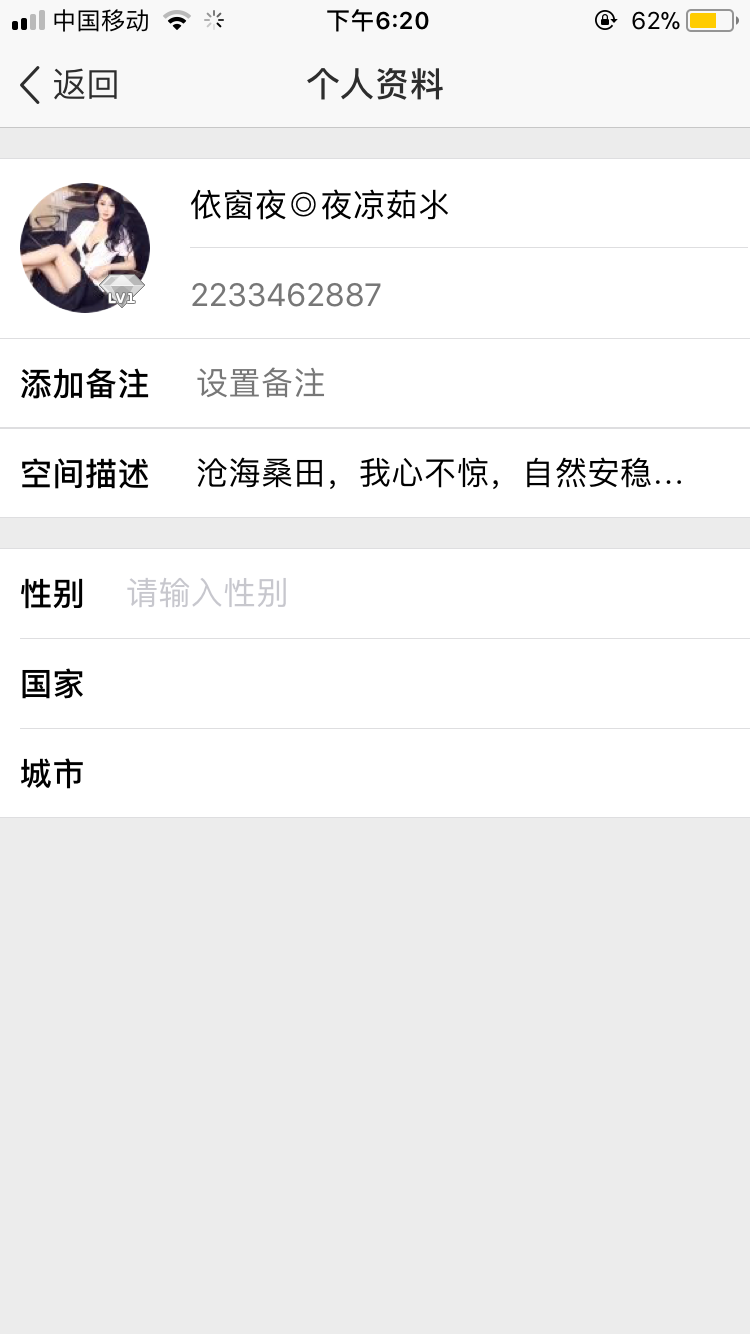 中国移动 下午6:20 62%
返回 个人资料
依窗夜◎夜凉茹氺
LV1
2233462887
添加备注 设置备注
空间描述 沧海桑田，我心不惊，自然安稳...
性别 请输入性别
国家
城市